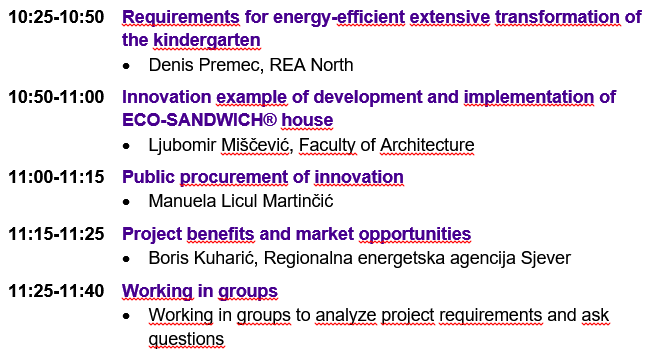 10:25-10:50 Requirements for energy-efficient extensive transformation of
the kindergarten
• Denis Premec, REA North
10:50-11:00 Innovation example of development and implementation of
ECO-SANDWICH® house
• Ljubomir Miščević, Faculty of Architecture
11:00-11:15 Public procurement of innovation
• Manuela Licul Martinčić
11:15-11:25 Project benefits and market opportunities
• Boris Kuharić, Regionalna energetska agencija Sjever
11:25-11:40 Working in groups
• Working in groups to analyze project requirements and ask
questions